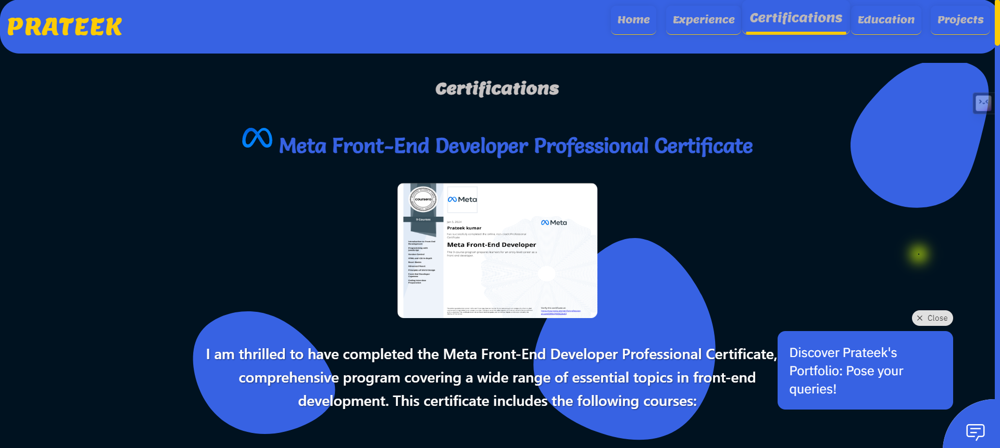 PRATEEK
Home
Experience
Certifications
Education
Projects
Certifications
Meta Front-End Developer Professional Certificate
coursera
9 Courses
Introduction to Front-End
Development
Programming with
JavaScript
Version Control
HTML and CSS in depth
React Basics
Advanced React
Principles of UX/UI Design
Front-End Developer
Capstone
Coding Interview
Preparation
Meta
Jan 5, 2024
Prateek kumar
has successfully completed the online, non-credit Professional
Certificate
Meta Front-End Developer
This 9-course program prepares learners for an entry-level career as a
front-end developer.
Meta
Verify this certificate at:
I am thrilled to have completed the Meta Front-End Developer Professional Certificate,
comprehensive program covering a wide range of essential topics in front-end
development. This certificate includes the following courses:
Close
Discover Prateek's
Portfolio: Pose your
queries!